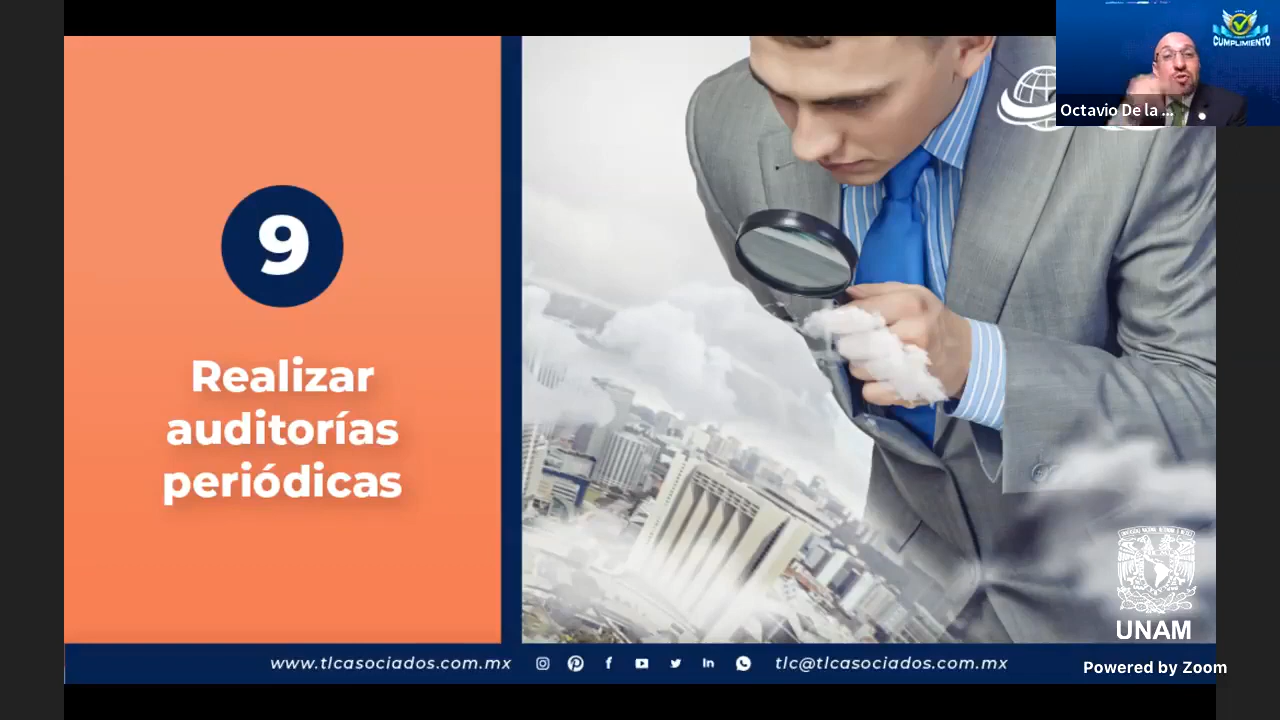 CUMPLIMIENTO
Octavio De la ...
9
Realizar
auditorías
periódicas
UNAM
www.tlcasociados.com.mx
tlc@tlcasociados.com.mx
Powered by Zoom